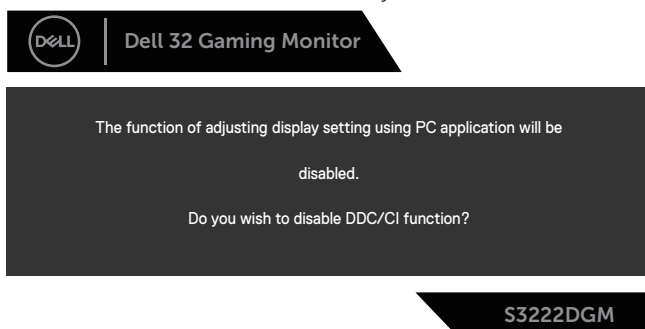 DELL
Dell 32 Gaming Monitor
The function of adjusting display setting using PC application will be
disabled.
Do you wish to disable DDC/CI function?
S3222DGM